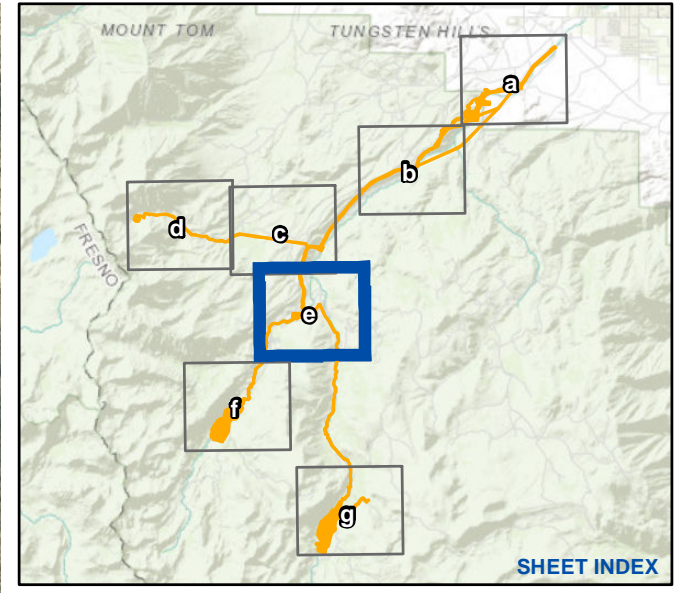 MOUNT TOM
TUNGSTEN HILLS
a
b
c
d
FRESNO
e
f
g
SHEET INDEX